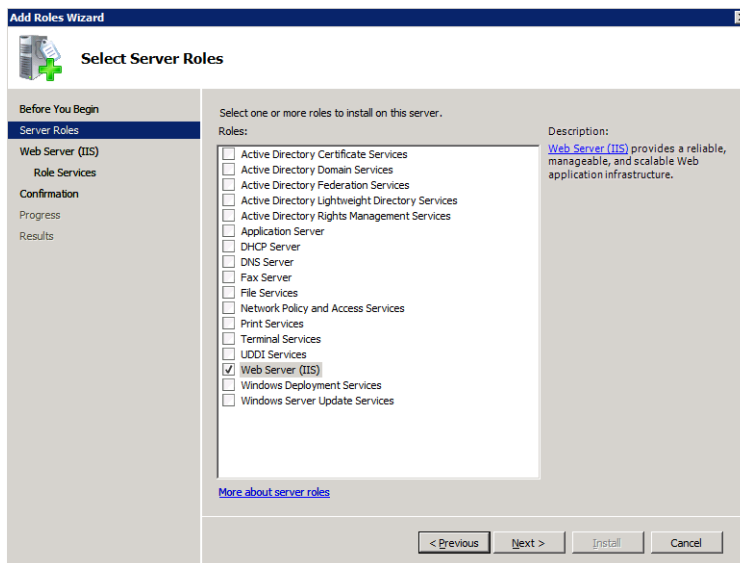 Add Roles Wizard
Select Server Roles
Before You Begin
Server Roles
Web Server (IIS)
Role Services
Confirmation
Progress
Results
Select one or more roles to install on this server.
Roles:
Active Directory Certificate Services
Active Directory Domain Services
Active Directory Federation Services
Active Directory Lightweight Directory Services
Active Directory Rights Management Services
Application Server
DHCP Server
DNS Server
Fax Server
File Services
Network Policy and Access Services
Print Services
Terminal Services
UDDI Services
Web Server (IIS)
Windows Deployment Services
Windows Server Update Services
More about server roles
Description:
Web Server (IIS) provides a reliable,
manageable, and scalable Web
application infrastructure.
< Previous
Next >
Install
Cancel